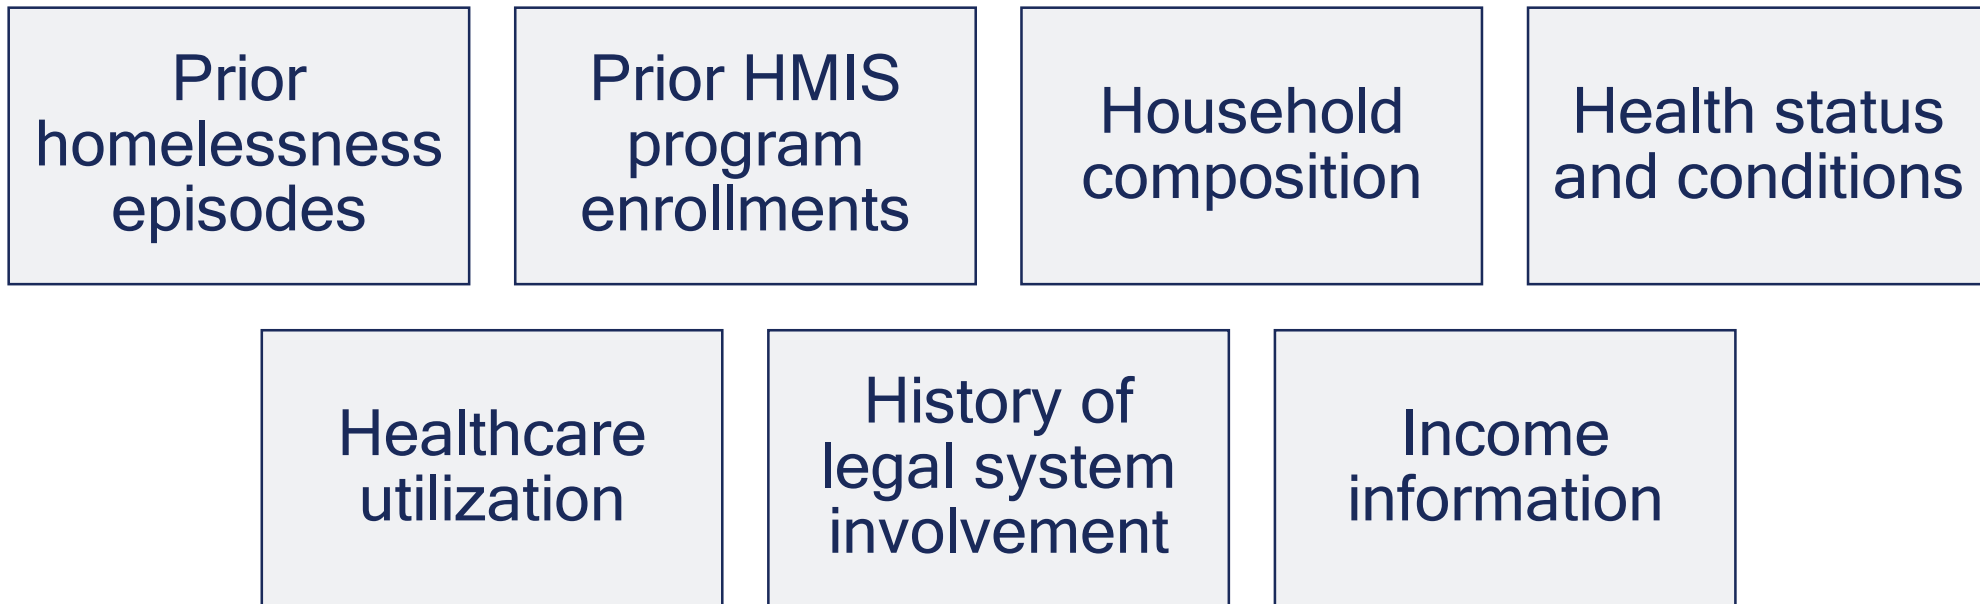 Prior
homelessness
episodes
Prior HMIS
program
enrollments
Household
composition
Health status
and conditions
Healthcare
utilization
History of
legal system
involvement
Income
information